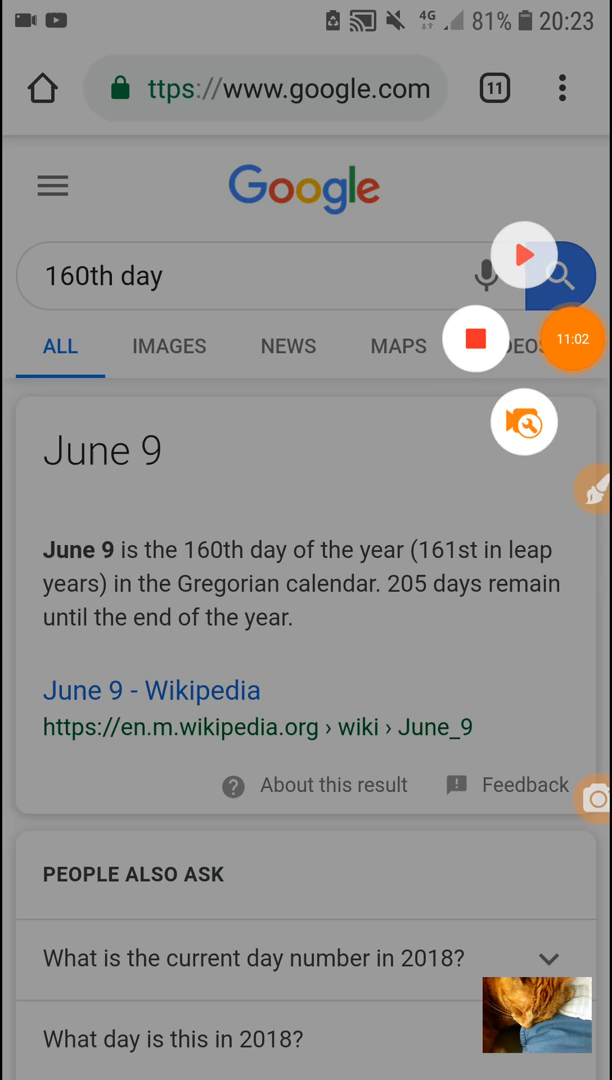 4G 81% 20:23
ttps://www.google.com 11
Google
160th day
ALL IMAGES NEWS MAPS DEOS 11:02
June 9
June 9 is the 160th day of the year (161st in leap
years) in the Gregorian calendar. 205 days remain
until the end of the year.
June 9 - Wikipedia
https://en.m.wikipedia.org › wiki › June_9
About this result Feedback
PEOPLE ALSO ASK
What is the current day number in 2018?
What day is this in 2018?